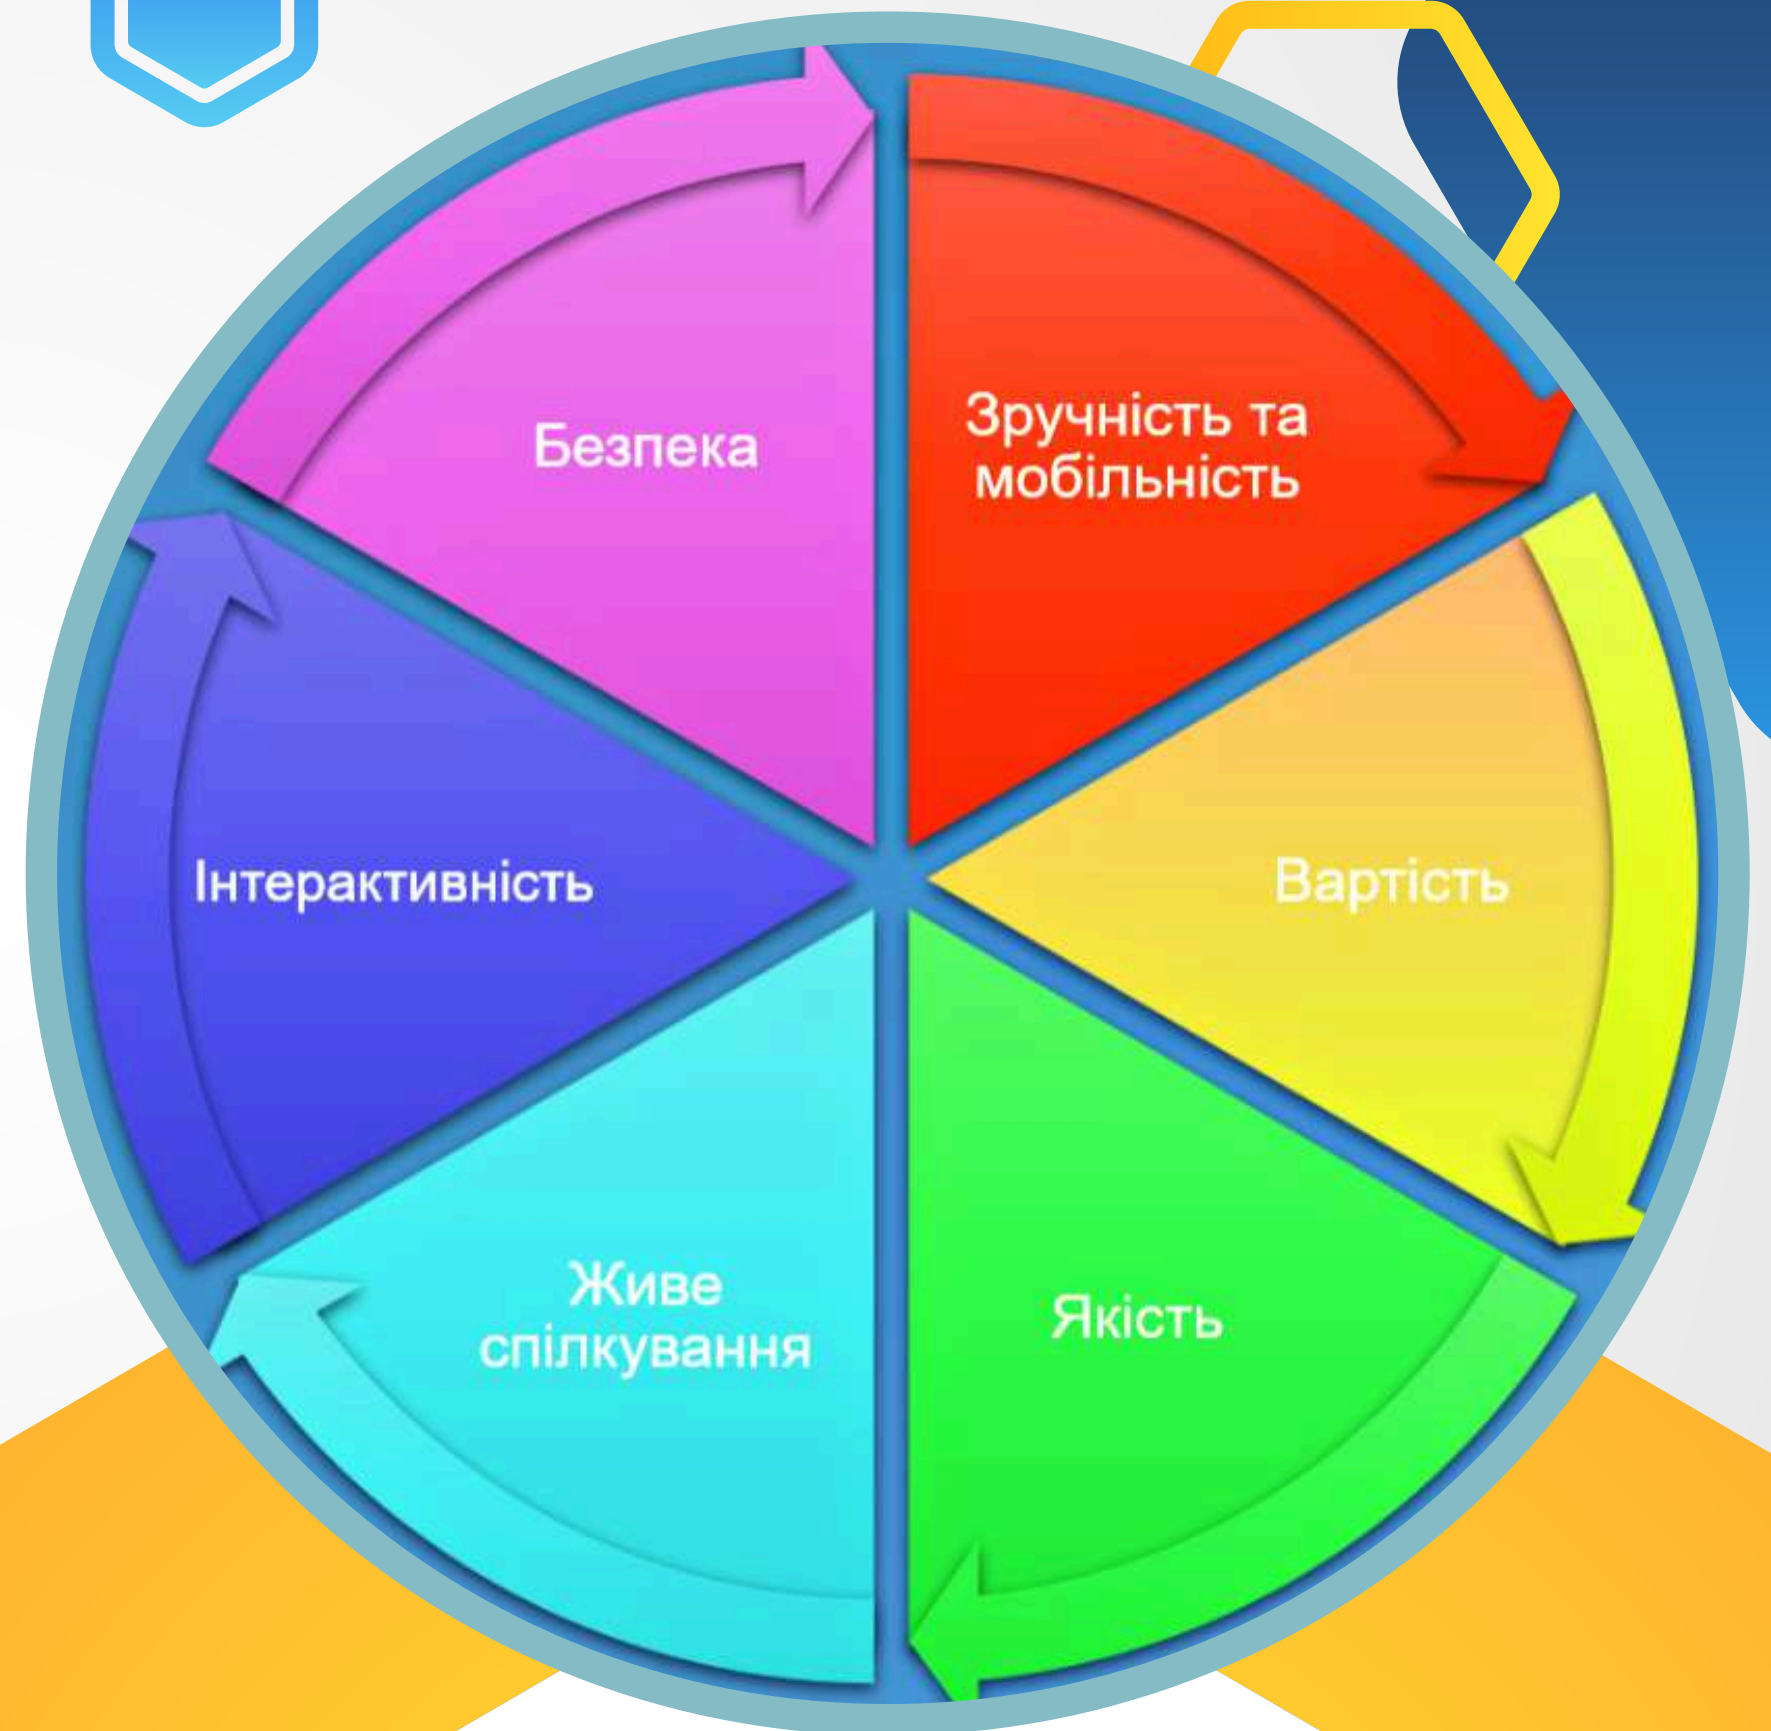 Безпека
Зручність та
мобільність
Інтерактивність
Вартість
Живе
спілкування
Якість